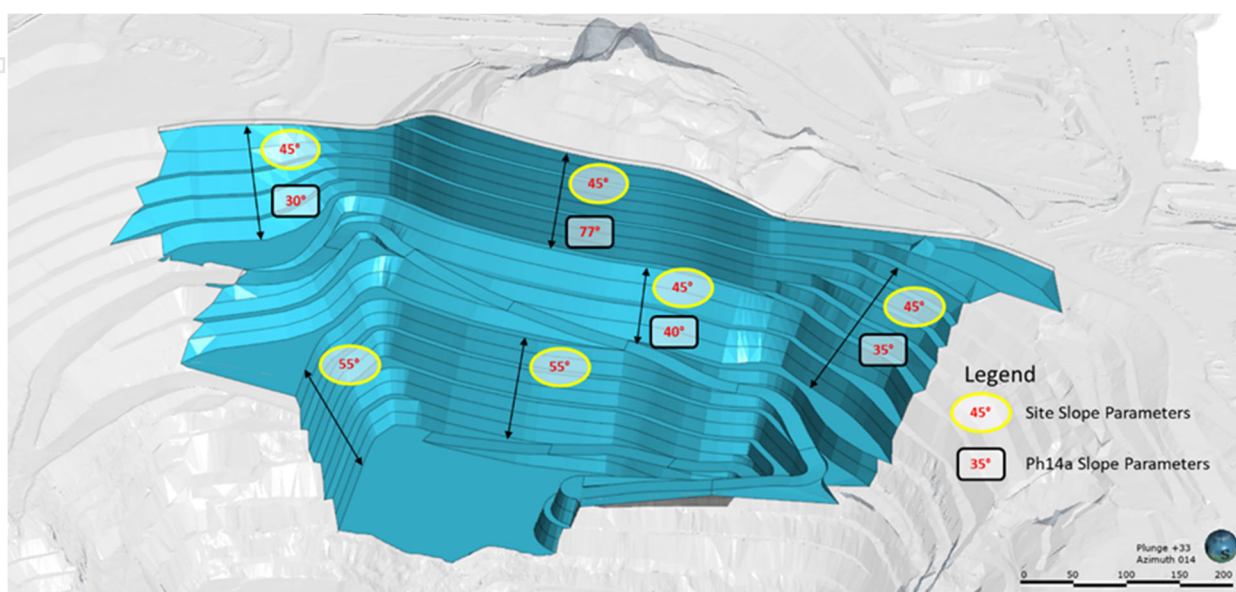 45°
30°
45°
77°
45°
40°
45°
35°
55°
55°
Legend
45° Site Slope Parameters
35° Ph14a Slope Parameters
Plunge +33
Azimuth 014
S
0 50 100 150 200